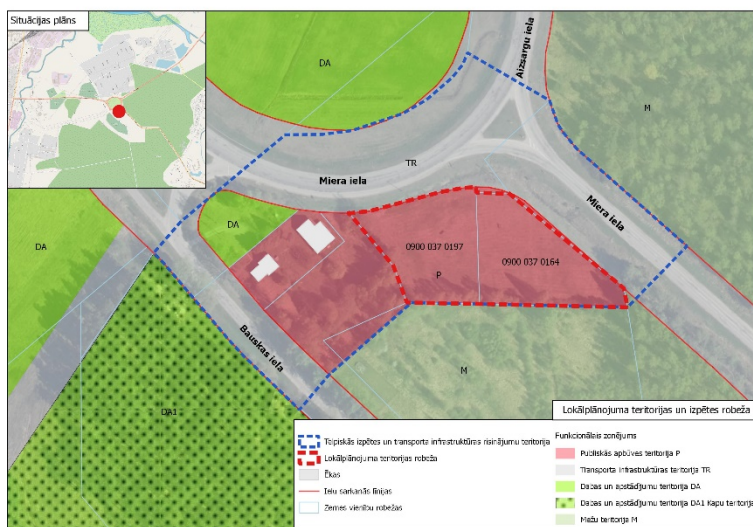 Situācijas plāns
DA
Aizsargu iela
M
TR
Miera iela
DA
Miera iela
DA
0900 037 0197
0900 037 0164
P
Bauskas iela
M
DA1
Lokālplānojuma teritorijas un izpētes robeža
Telpiskās izpētes un transporta infrastruktūras risinājumu teritorija
Lokālplānojuma teritorijas robeža
Ēkas
Ielu sarkanās līnijas
Zemes vienību robežas
Funkcionālais zonējums
Publiskās apbūves teritorija P
Transporta infrastruktūras teritorija TR
Dabas un apstādījumu teritorija DA
Dabas un apstādījumu teritorija DA1 Kapu teritorija
Mežu teritorija M